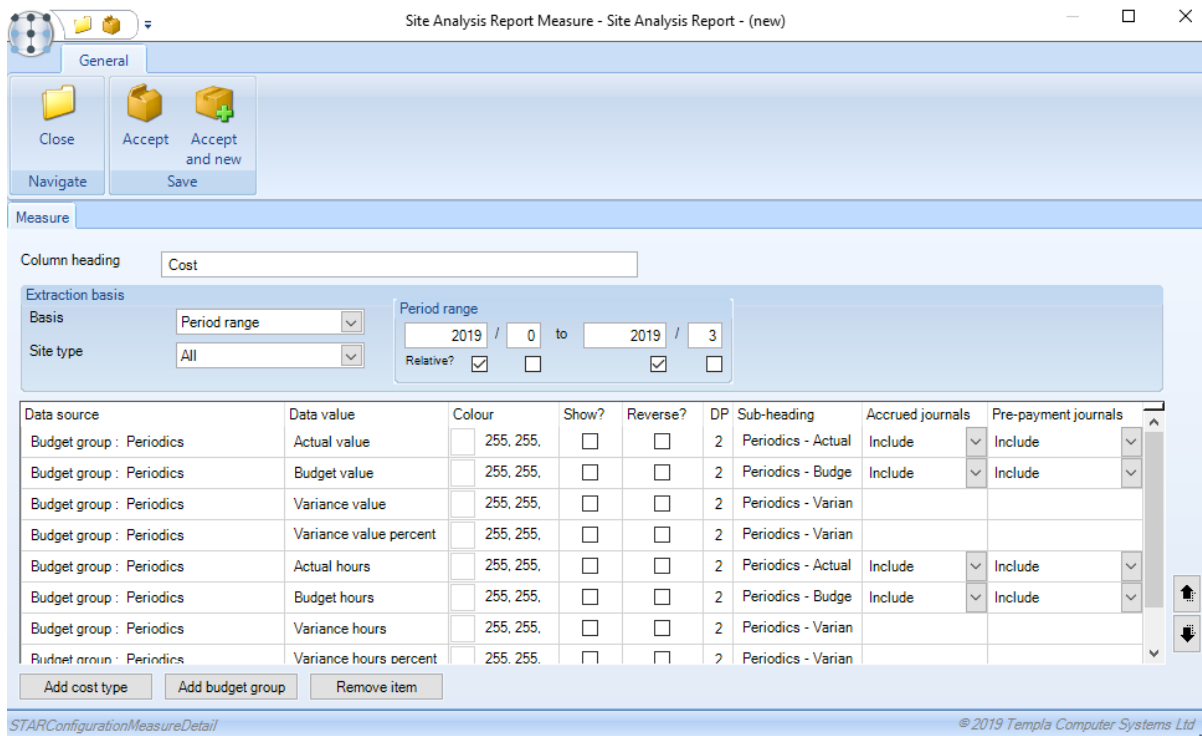 Site Analysis Report Measure - Site Analysis Report - (new)
General
Close
Accept
Accept and new
Navigate
Save
Measure
Column heading Cost
Extraction basis
Basis Period range
Site type All
Period range
2019 / 0 to 2019 / 3
Relative?
Data source Data value Colour Show? Reverse? DP Sub-heading Accrued journals Pre-payment journals
Budget group : Periodics Actual value 255, 255, 2 Periodics - Actual Include Include
Budget group : Periodics Budget value 255, 255, 2 Periodics - Budge Include Include
Budget group : Periodics Variance value 255, 255, 2 Periodics - Varian
Budget group : Periodics Variance value percent 255, 255, 2 Periodics - Varian
Budget group : Periodics Actual hours 255, 255, 2 Periodics - Actual Include Include
Budget group : Periodics Budget hours 255, 255, 2 Periodics - Budge Include Include
Budget group : Periodics Variance hours 255, 255, 2 Periodics - Varian
Budget group : Periodics Variance hours percent 255, 255, 2 Periodics - Varian
Add cost type Add budget group Remove item
STARConfigurationMeasureDetail © 2019 Templa Computer Systems Ltd